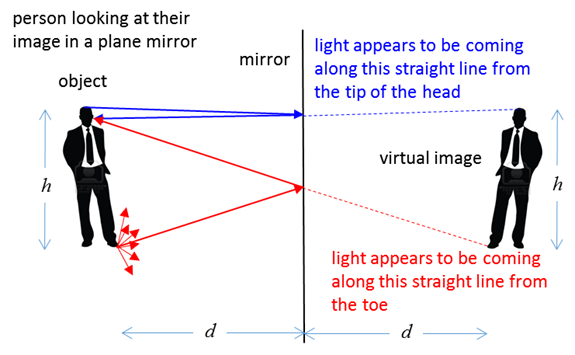 person looking at their
image in a plane mirror
object
mirror
light appears to be coming
along this straight line from
the tip of the head
h
virtual image
h
light appears to be coming
along this straight line from
the toe
d
d